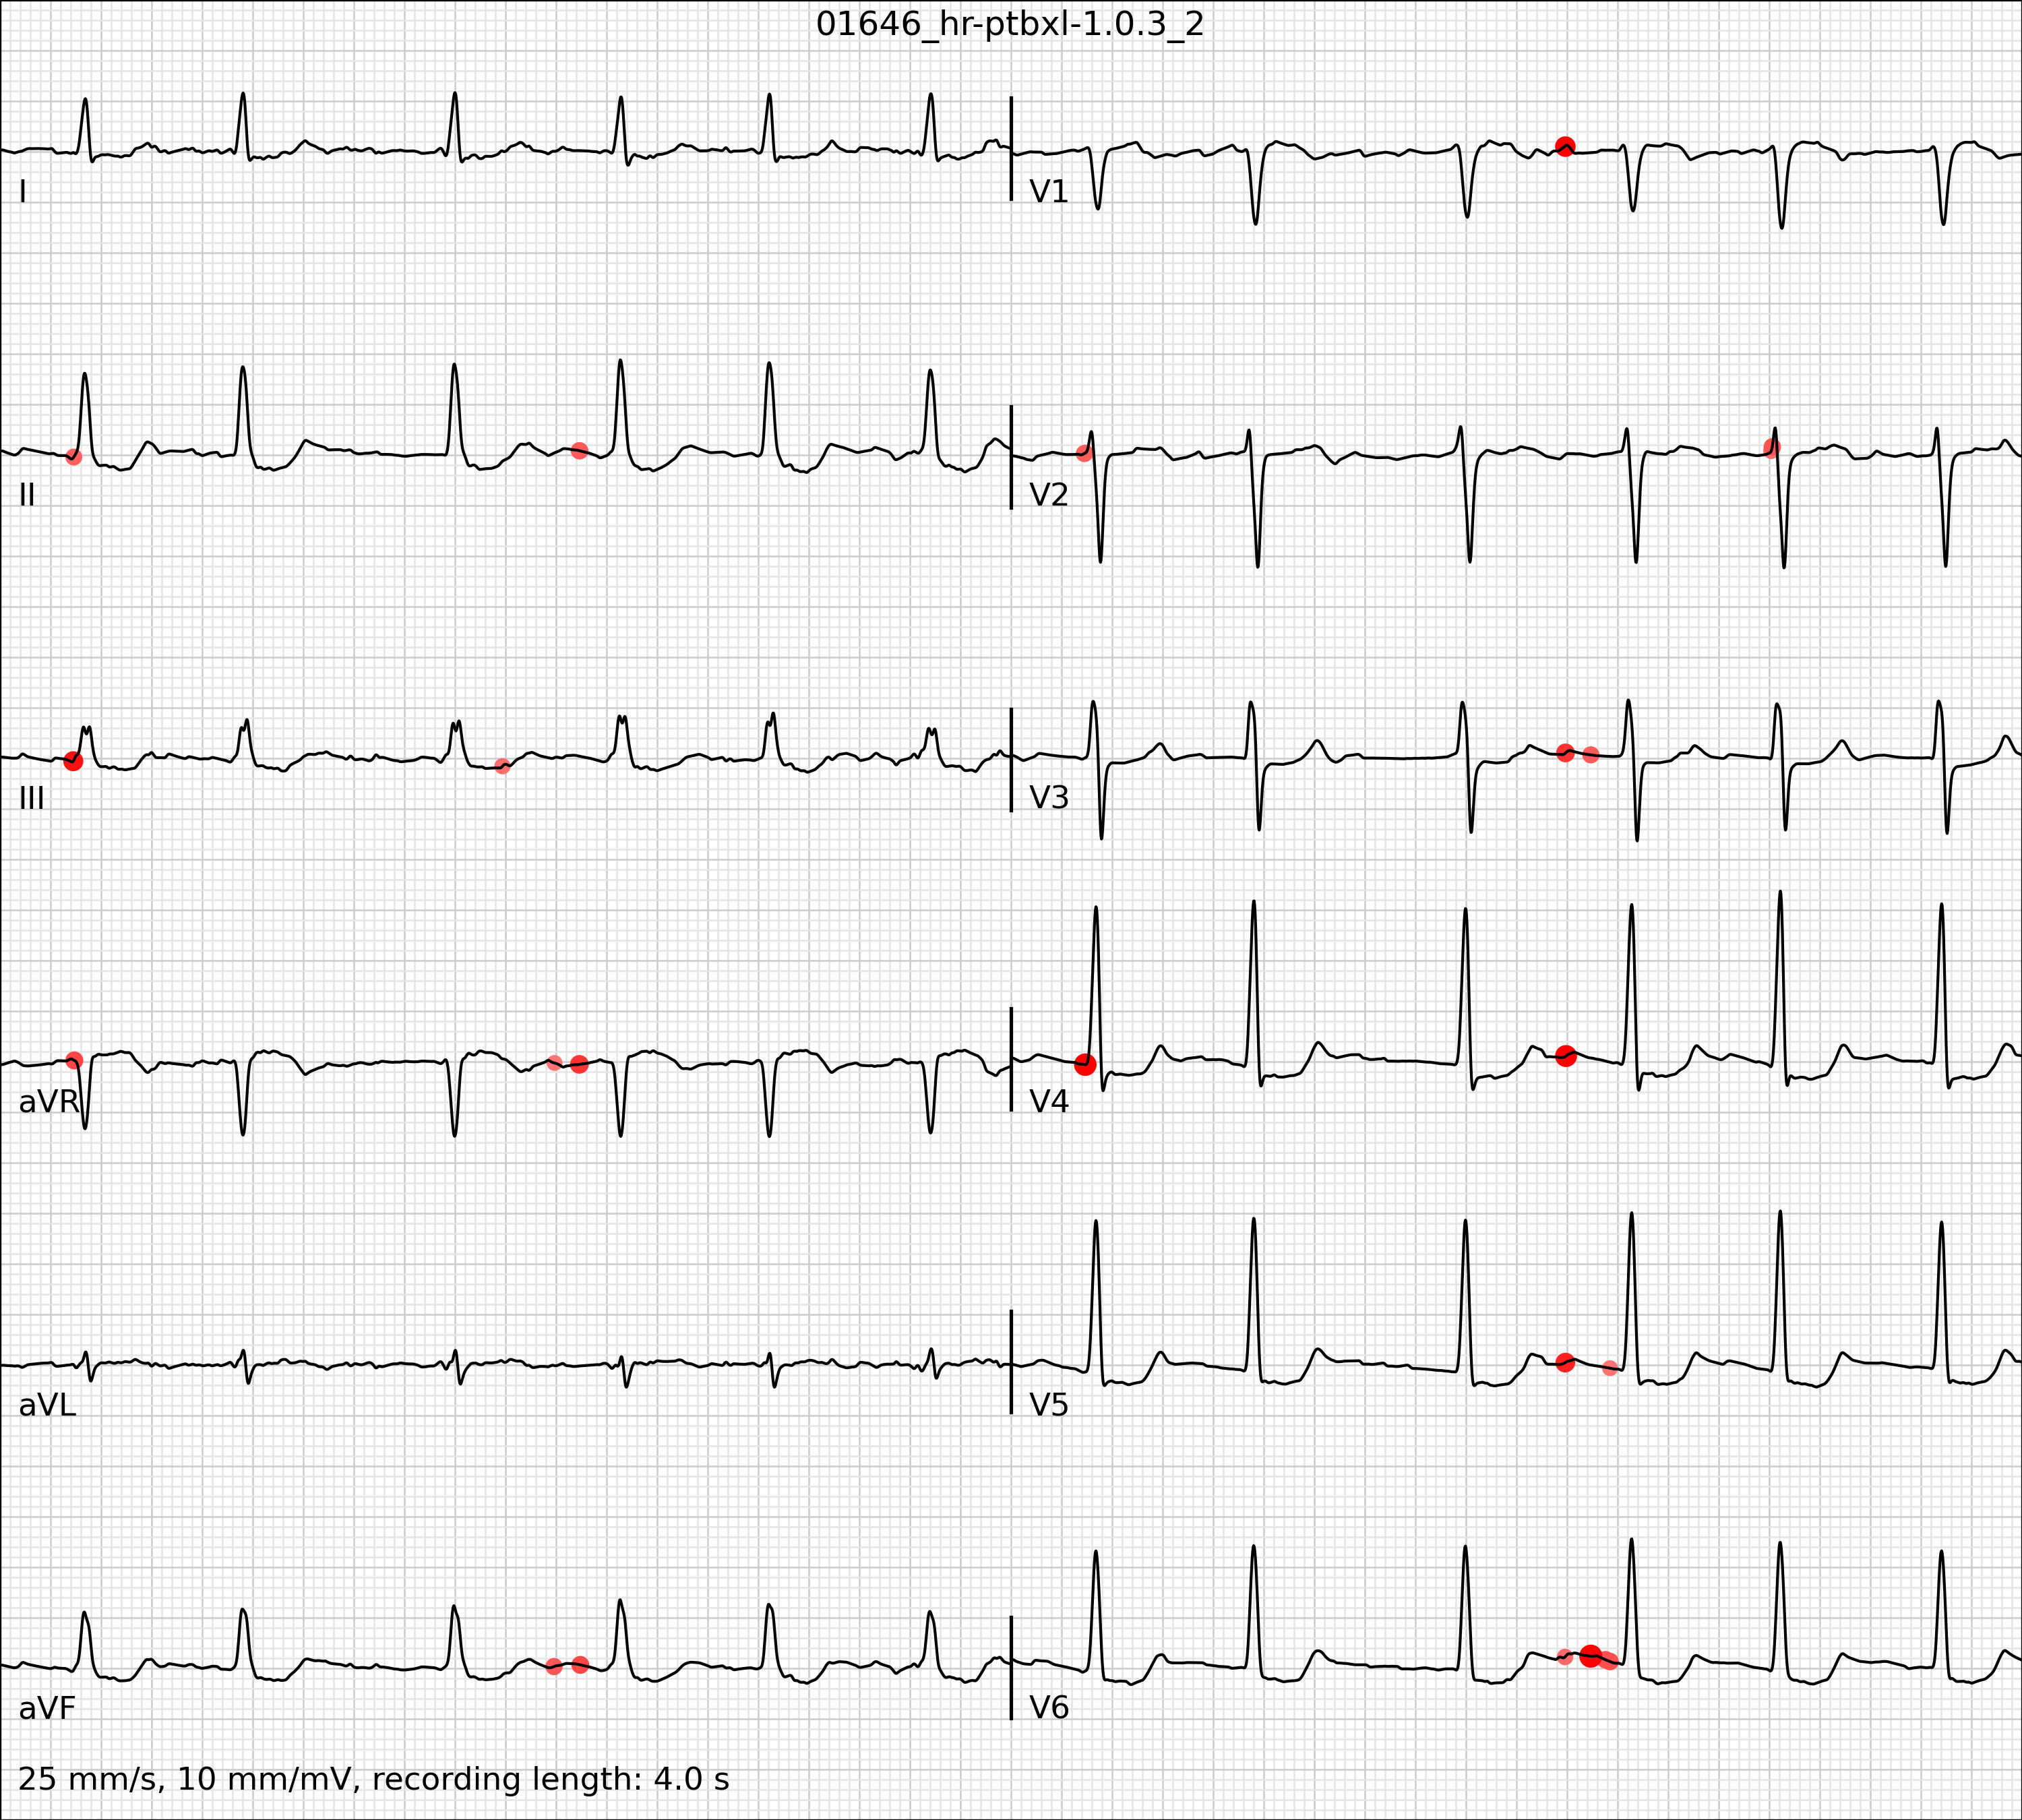 01646_hr-ptbxl-1.0.3_2
I
V1
II
V2
III
V3
aVR
V4
aVL
V5
aVF
V6
25 mm/s, 10 mm/mV, recording length: 4.0 s